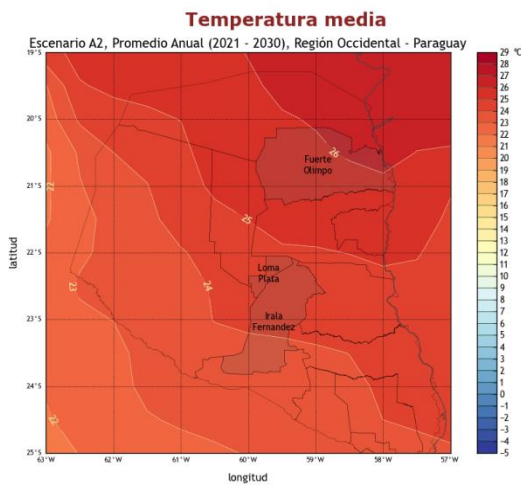 Temperatura media
Escenario A2, Promedio Anual (2021 - 2030), Región Occidental - Paraguay
19°S
20°S
21°S
22°S
23°S
24°S
25°S
latitud
63°W
62°W
61°W
60°W
59°W
58°W
57°W
longitud
26
25
24
23
22
22
Fuerte
Olimpo
Loma
Plata
Irala
Fernandez
29 ºC
28
27
26
25
24
23
22
21
20
19
18
17
16
15
14
13
12
11
10
9
8
7
6
5
4
3
2
1
0
−1
−2
−3
−4
−5